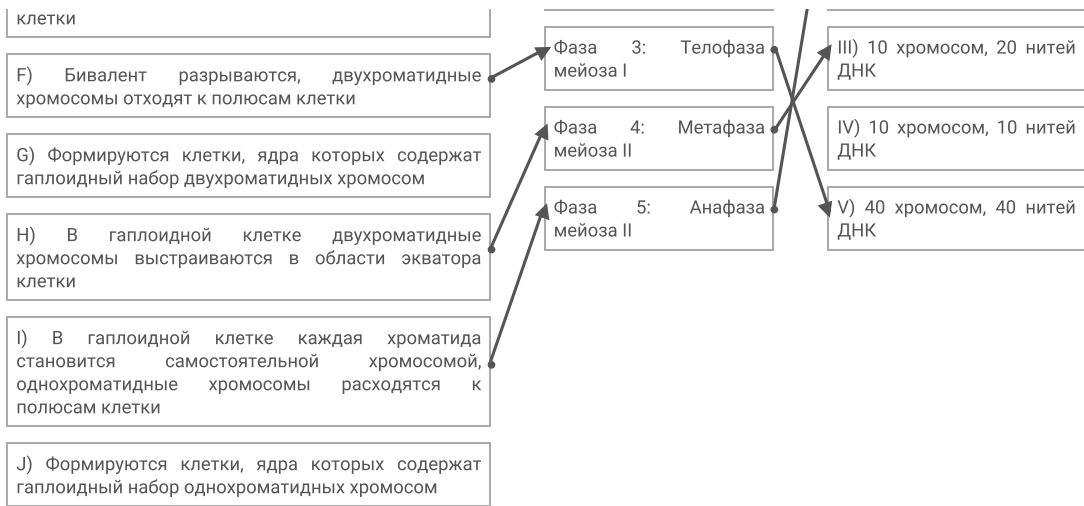 клетки
F) Бивалент разрываются, двухроматидные
хромосомы отходят к полюсам клетки
G) Формируются клетки, ядра которых содержат
гаплоидный набор двухроматидных хромосом
H) В гаплоидной клетке двухроматидные
хромосомы выстраиваются в области экватора
клетки
I) В гаплоидной клетке каждая хроматида
становится самостоятельной хромосомой,
однохроматидные хромосомы расходятся к
полюсам клетки
J) Формируются клетки, ядра которых содержат
гаплоидный набор однохроматидных хромосом
Фаза 3: Телофаза
мейоза I
Фаза 4: Метафаза
мейоза II
Фаза 5: Анафаза
мейоза II
III) 10 хромосом, 20 нитей
ДНК
IV) 10 хромосом, 10 нитей
ДНК
V) 40 хромосом, 40 нитей
ДНК